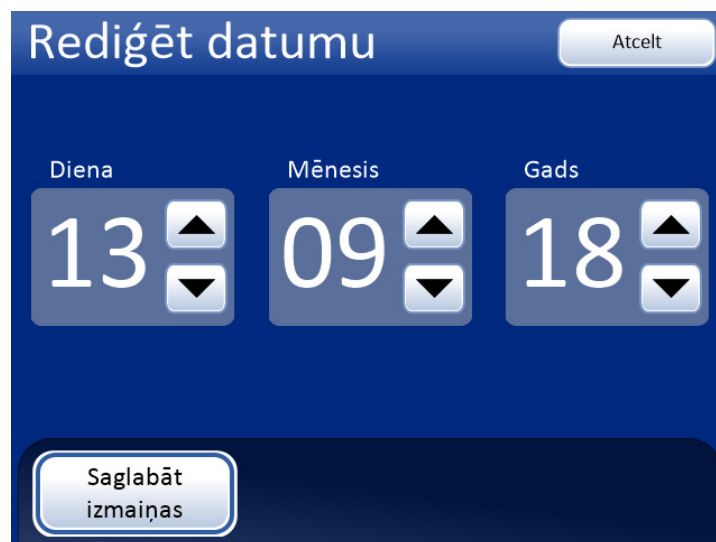 Rediģēt datumu
Atcelt
Diena
Mēnesis
Gads
13
09
18
Saglabāt
izmaiņas